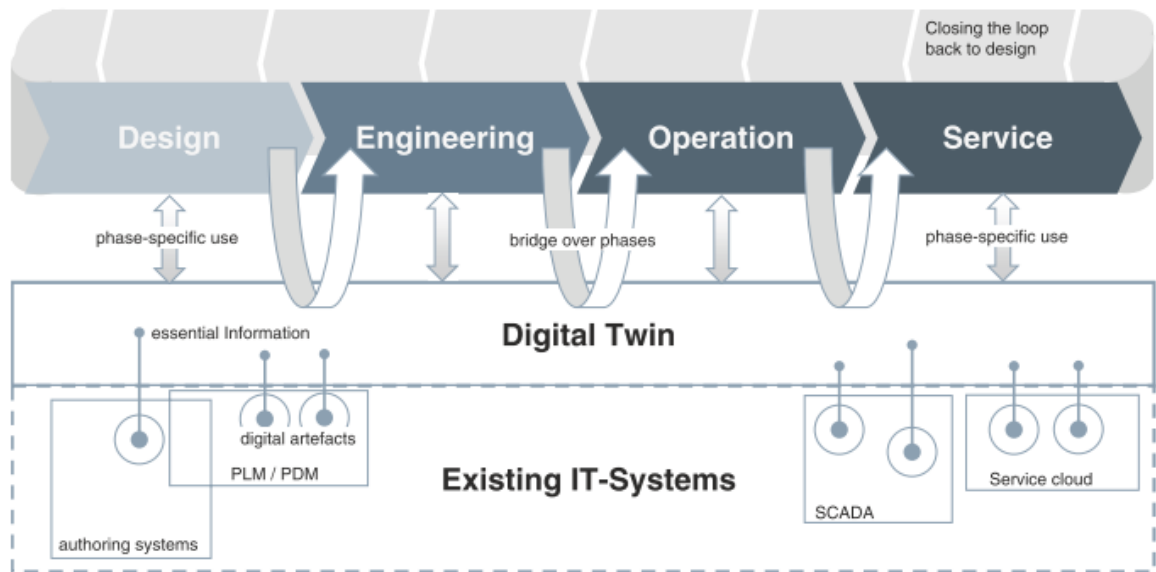 Closing the loop
back to design
Design
Engineering
Operation
Service
phase-specific use
bridge over phases
phase-specific use
essential Information
Digital Twin
digital artefacts
PLM / PDM
authoring systems
Existing IT-Systems
SCADA
Service cloud